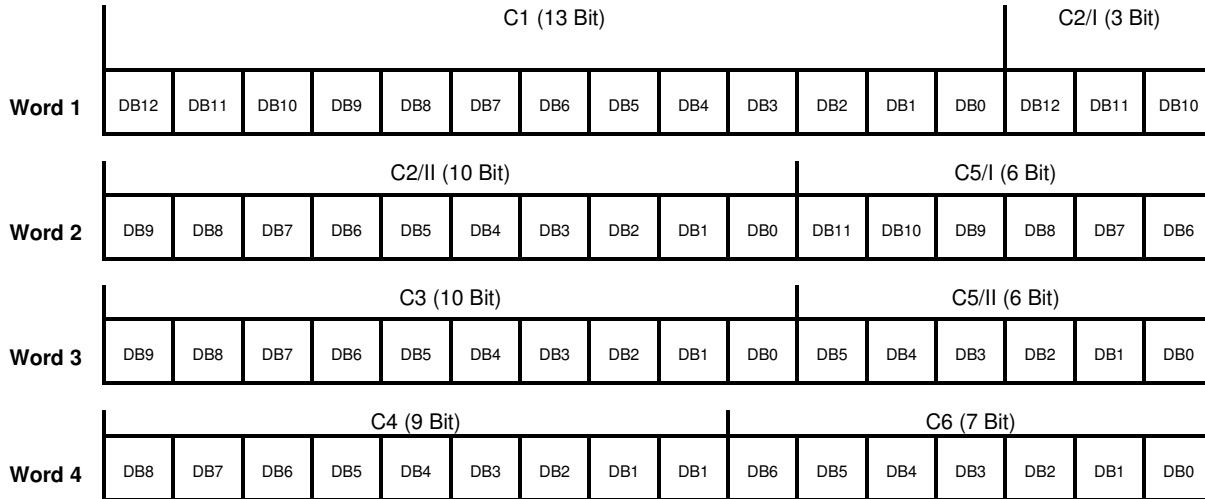 C1 (13 Bit) C2/I (3 Bit)
Word 1 DB12 DB11 DB10 DB9 DB8 DB7 DB6 DB5 DB4 DB3 DB2 DB1 DB0 DB12 DB11 DB10
C2/II (10 Bit) C5/I (6 Bit)
Word 2 DB9 DB8 DB7 DB6 DB5 DB4 DB3 DB2 DB1 DB0 DB11 DB10 DB9 DB8 DB7 DB6
C3 (10 Bit) C5/II (6 Bit)
Word 3 DB9 DB8 DB7 DB6 DB5 DB4 DB3 DB2 DB1 DB0 DB5 DB4 DB3 DB2 DB1 DB0
C4 (9 Bit) C6 (7 Bit)
Word 4 DB8 DB7 DB6 DB5 DB4 DB3 DB2 DB1 DB1 DB6 DB5 DB4 DB3 DB2 DB1 DB0